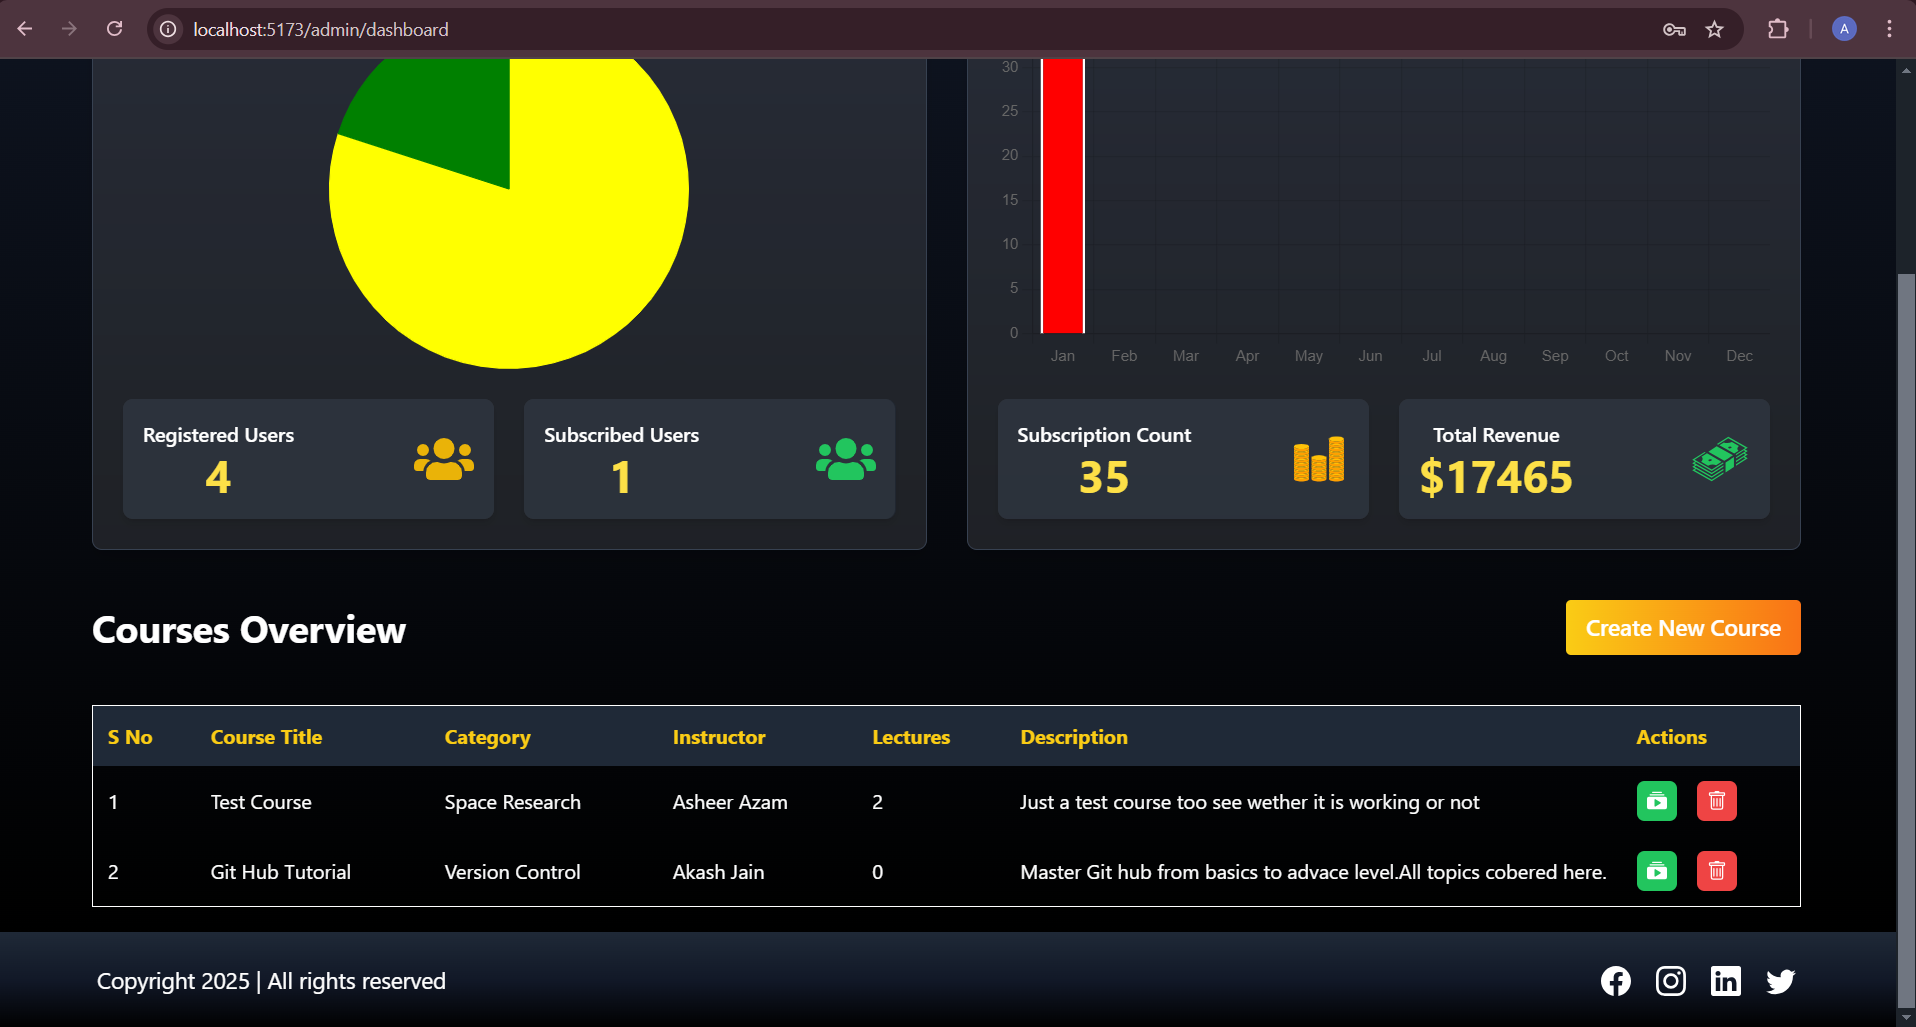 localhost:5173/admin/dashboard
A
30
25
20
15
10
5
0
Jan Feb Mar Apr May Jun Jul Aug Sep Oct Nov Dec
Registered Users
4
Subscribed Users
1
Subscription Count
35
Total Revenue
$17465
Courses Overview
Create New Course
S No Course Title Category Instructor Lectures Description Actions
1 Test Course Space Research Asheer Azam 2 Just a test course too see wether it is working or not
2 Git Hub Tutorial Version Control Akash Jain 0 Master Git hub from basics to advace level.All topics cobered here.
Copyright 2025 | All rights reserved